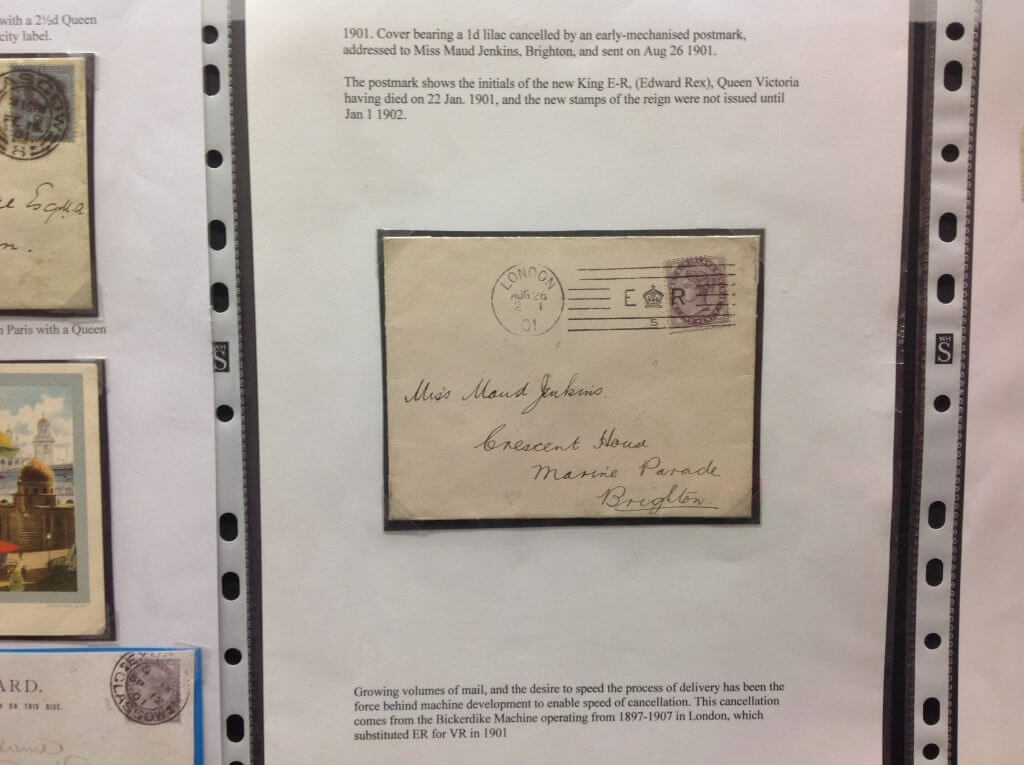 with a 2½d Queen
city label.
ASGOW
8
Esqre
n Paris with a Queen
ARD.
N ON THIS SIDE.
GLASGOW
SP
01
1901. Cover bearing a 1d lilac cancelled by an early-mechanised postmark,
addressed to Miss Maud Jenkins, Brighton, and sent on Aug 26 1901.
The postmark shows the initials of the new King E-R, (Edward Rex), Queen Victoria
having died on 22 Jan. 1901, and the new stamps of the reign were not issued until
Jan 1 1902.
LONDON
AUG 26
2 1
01
E R
S
Miss Maud Jenkins.
Crescent House
Marine Parade
Brighton.
Growing volumes of mail, and the desire to speed the process of delivery has been the
force behind machine development to enable speed of cancellation. This cancellation
comes from the Bickerdike Machine operating from 1897-1907 in London, which
substituted ER for VR in 1901
WH
S
WH
S